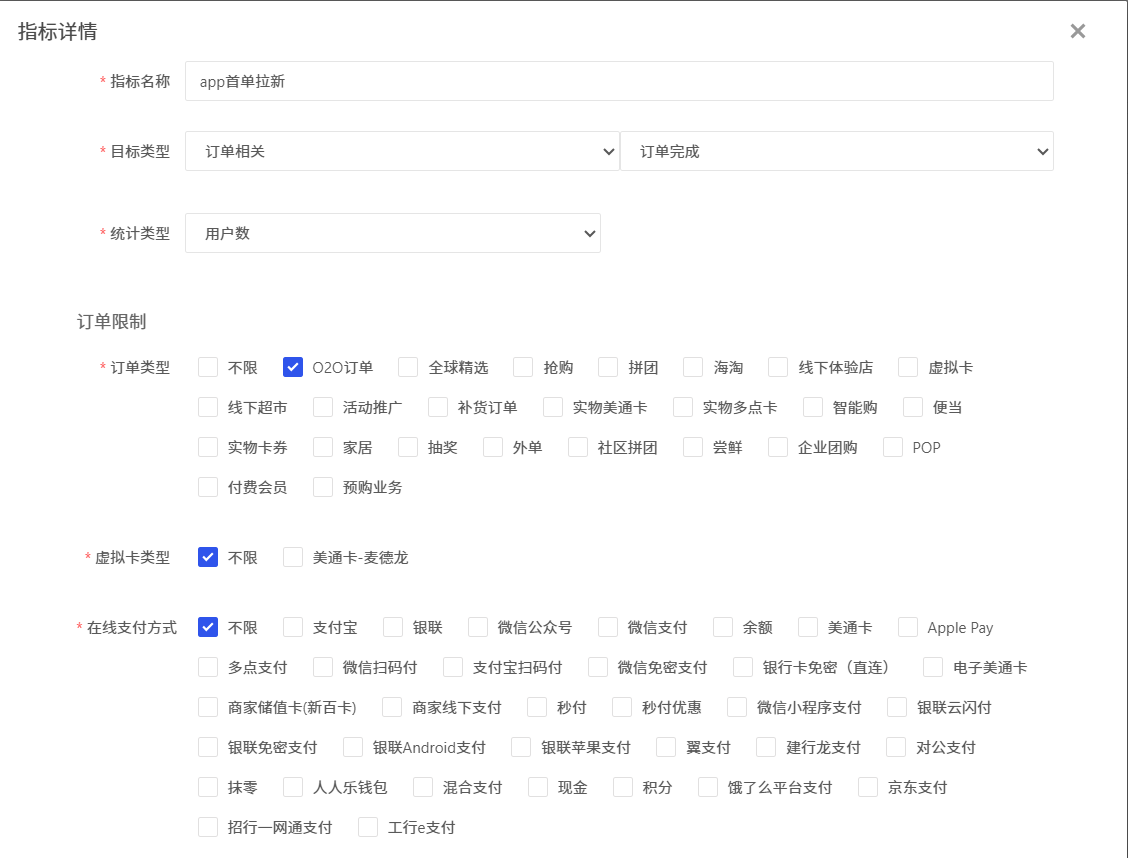 指标详情
* 指标名称 app首单拉新
* 目标类型 订单相关 订单完成
* 统计类型 用户数
订单限制
* 订单类型 不限 O2O订单 全球精选 抢购 拼团 海淘 线下体验店 虚拟卡
线下超市 活动推广 补货订单 实物美通卡 实物多点卡 智能购 便当
实物卡券 家居 抽奖 外单 社区拼团 尝鲜 企业团购 POP
付费会员 预购业务
* 虚拟卡类型 不限 美通卡-麦德龙
* 在线支付方式 不限 支付宝 银联 微信公众号 微信支付 余额 美通卡 Apple Pay
多点支付 微信扫码付 支付宝扫码付 微信免密支付 银行卡免密（直连） 电子美通卡
商家储值卡(新百卡) 商家线下支付 秒付 秒付优惠 微信小程序支付 银联云闪付
银联免密支付 银联Android支付 银联苹果支付 翼支付 建行龙支付 对公支付
抹零 人人乐钱包 混合支付 现金 积分 饿了么平台支付 京东支付
招行一网通支付 工行e支付